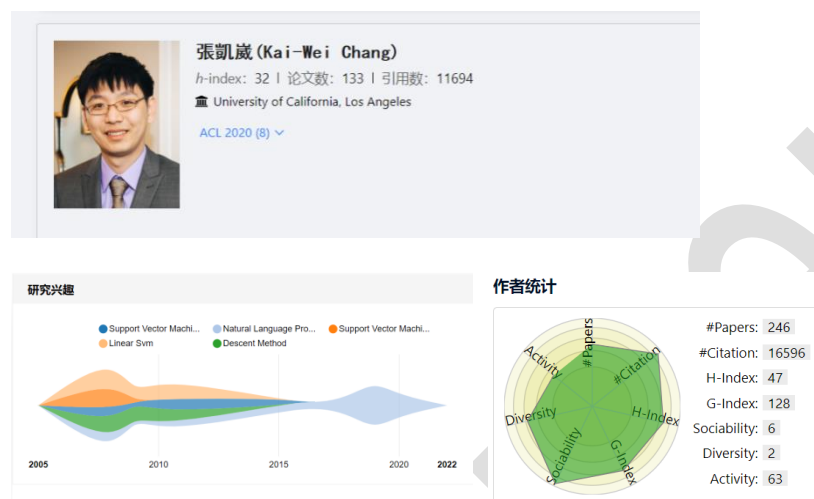 張凱崴(Kai-Wei Chang)
h-index: 32 | 论文数: 133 | 引用数: 11694
University of California, Los Angeles
ACL 2020 (8)
研究兴趣
Support Vector Machi... Natural Language Pro... Support Vector Machi...
Linear Svm Descent Method
2005 2010 2015 2020 2022
作者统计
#Papers
#Citation
H-Index
G-Index
Sociability
Diversity
Activity
#Papers: 246
#Citation: 16596
H-Index: 47
G-Index: 128
Sociability: 6
Diversity: 2
Activity: 63